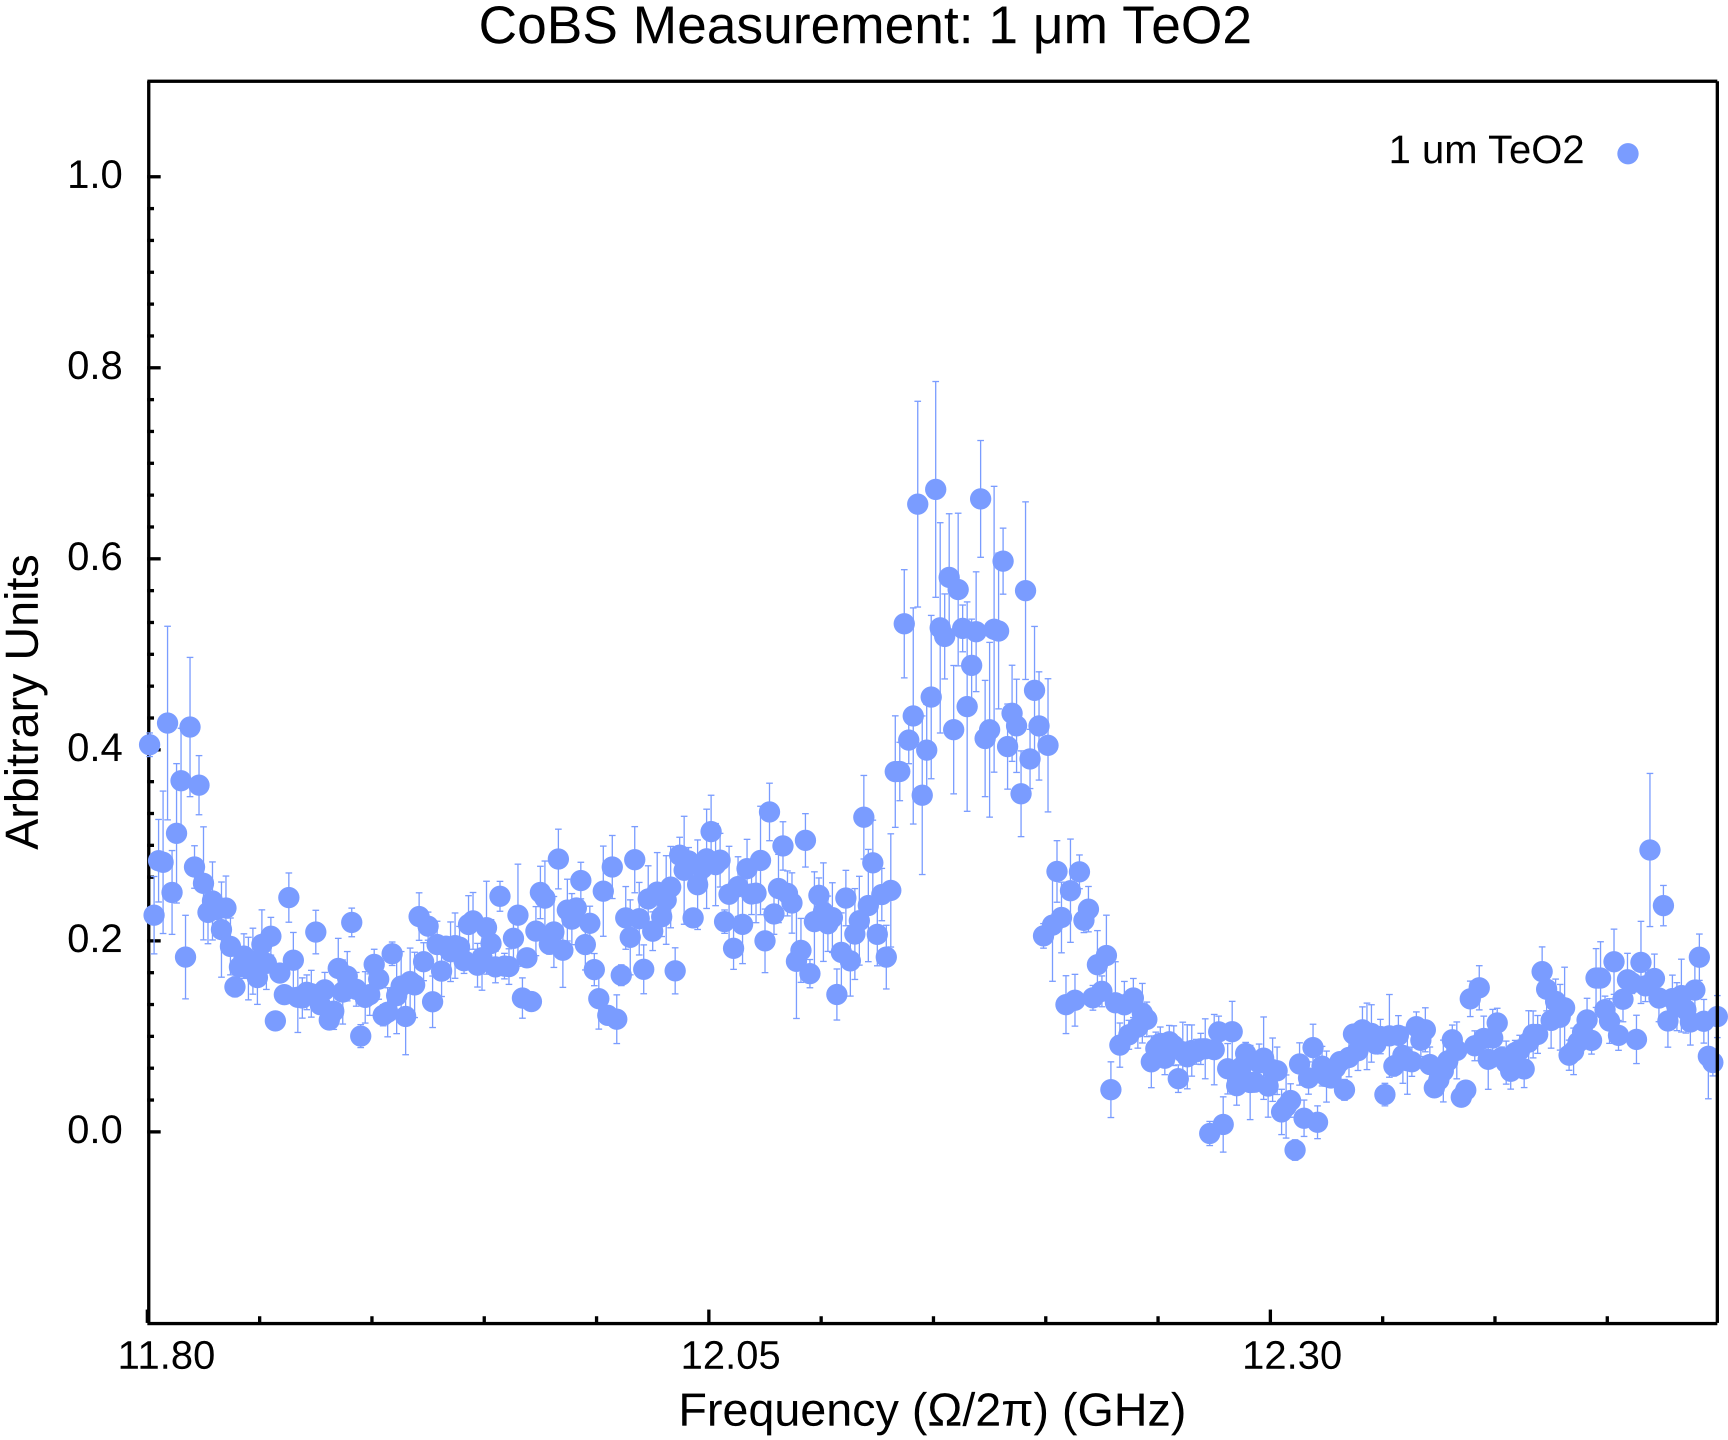 CoBS Measurement: 1 μm TeO2
1 um TeO2
1.0
0.8
0.6
0.4
0.2
0.0
Arbitrary Units
11.80 12.05 12.30
Frequency (Ω/2π) (GHz)